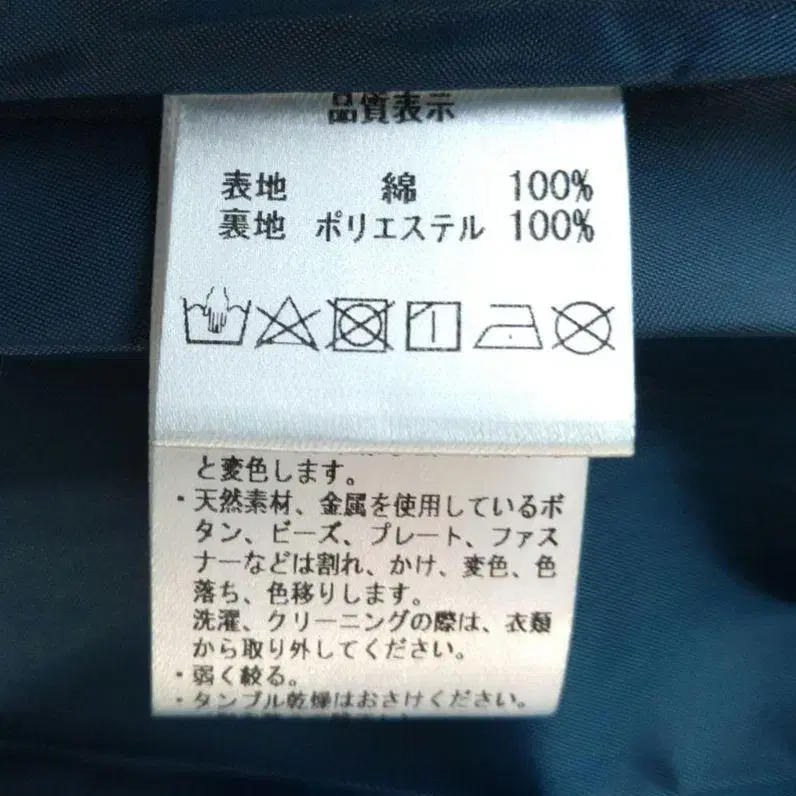 品質表示
表地 綿 100%
裏地 ポリエステル 100%
と変色します。
・天然素材、金属を使用しているボ
タン、ビーズ、プレート、ファス
ナーなどは割れ、かけ、変色、色
落ち、色移りします。
洗濯、クリーニングの際は、衣類
から取り外してください。
・弱く絞る。
・タンブル乾燥はおさけください。